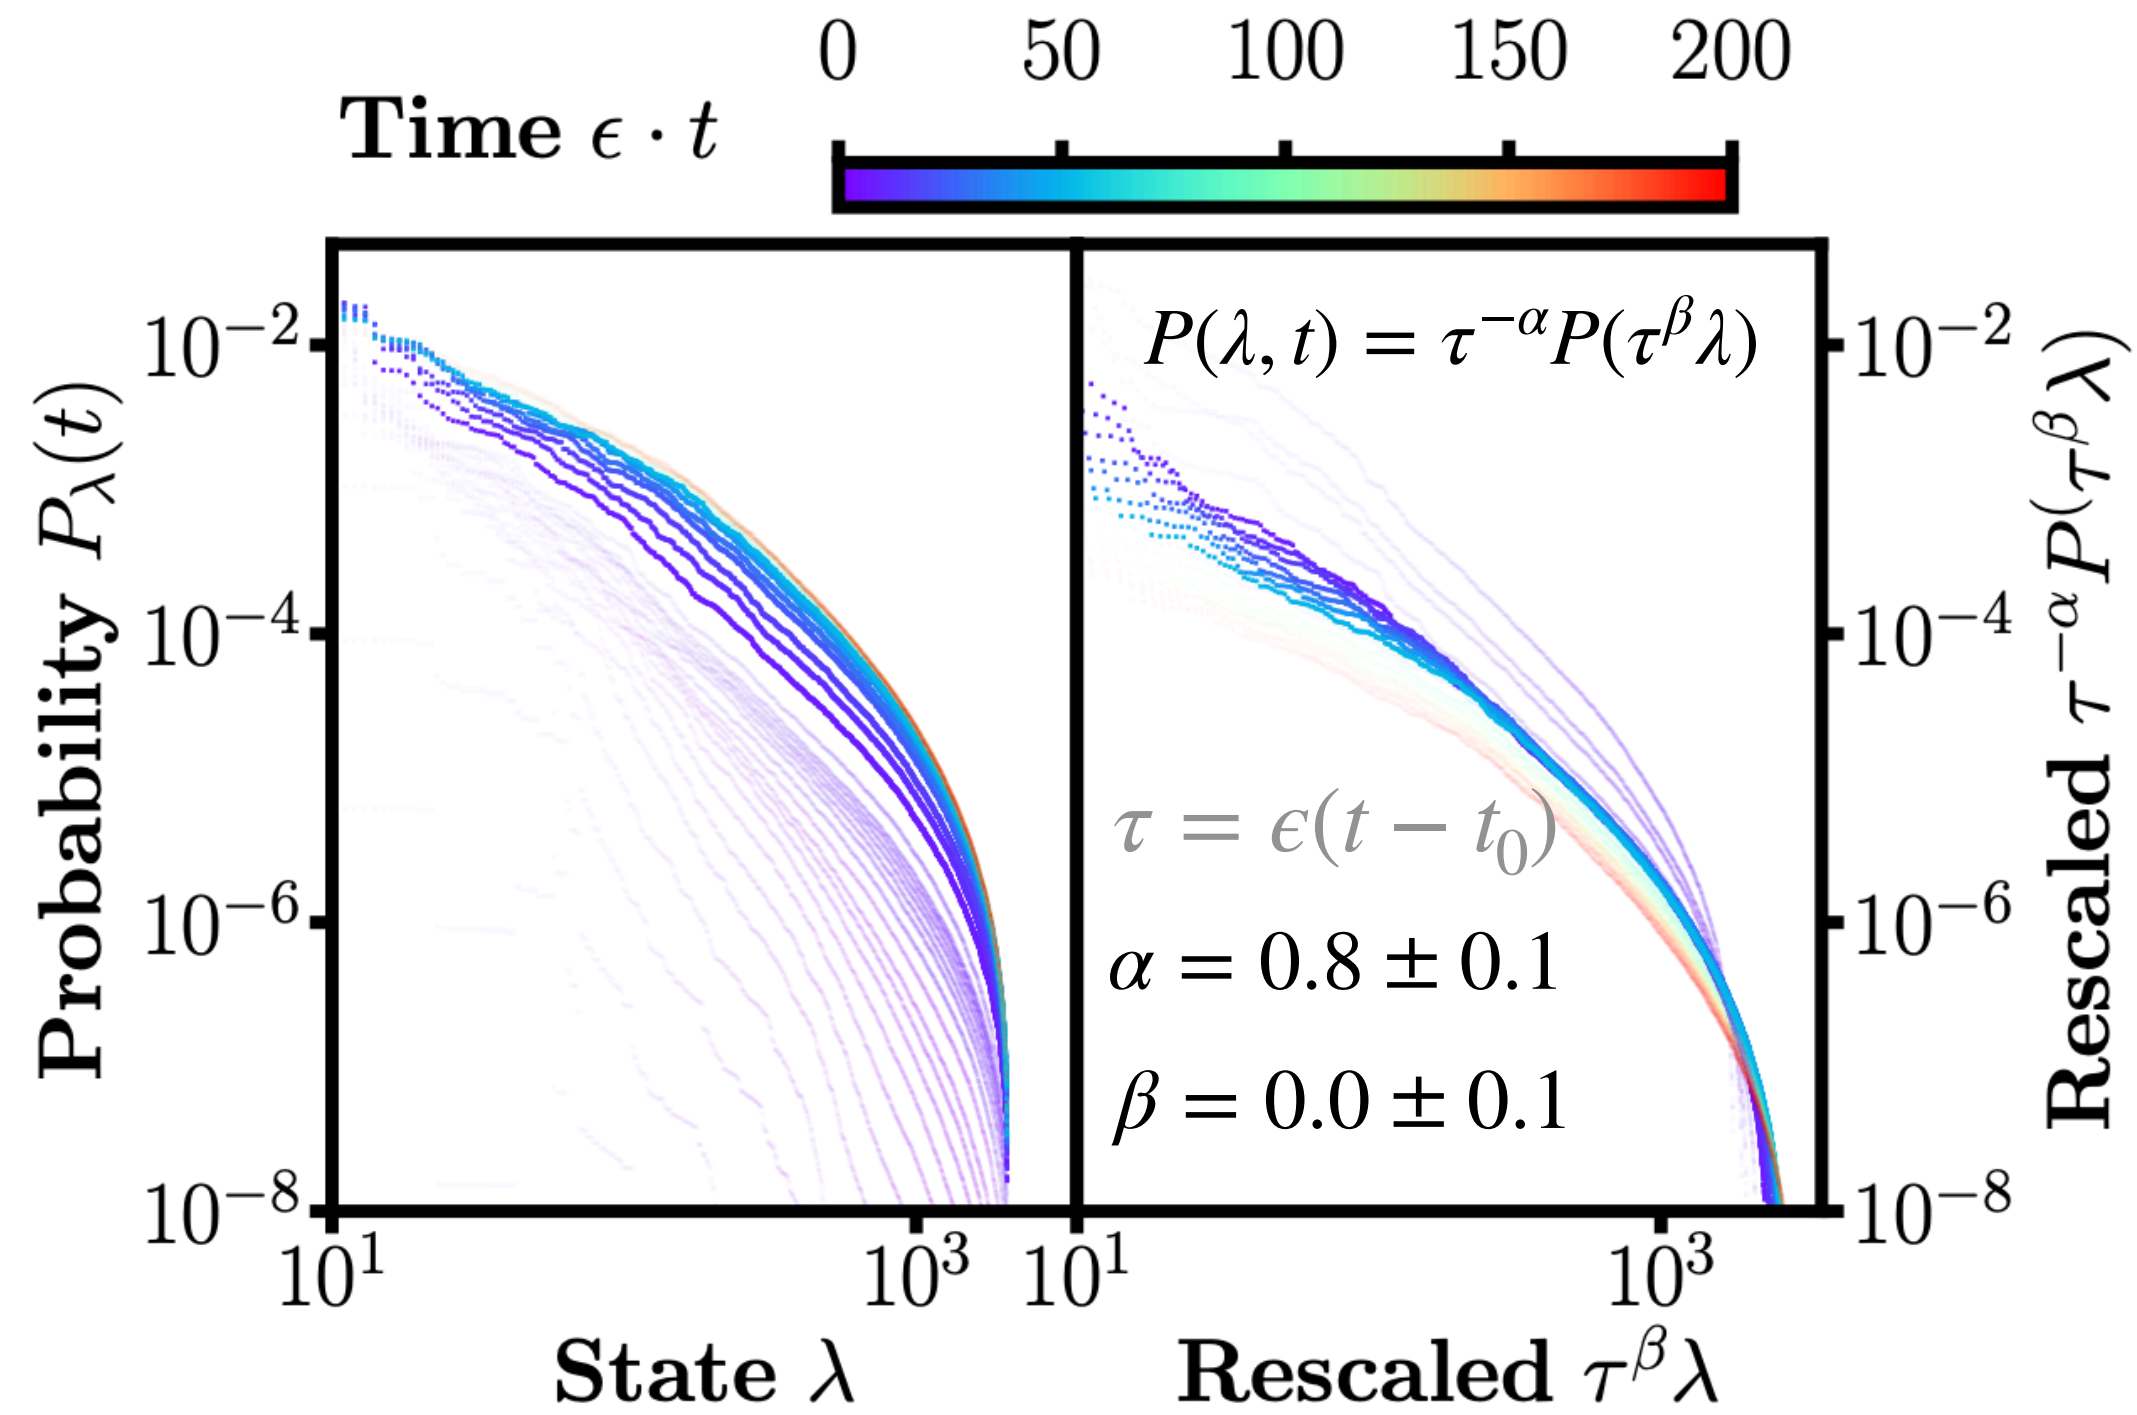 0 50 100 150 200
Time ϵ · t
Probability P_λ(t)
10^−2
10^−4
10^−6
10^−8
10^1 10^3
State λ
P(λ, t) = τ^−α P(τ^β λ)
τ = ϵ(t − t_0)
α = 0.8 ± 0.1
β = 0.0 ± 0.1
10^1 10^3
Rescaled τ^β λ
10^−2
10^−4
10^−6
10^−8
Rescaled τ^−α P(τ^β λ)